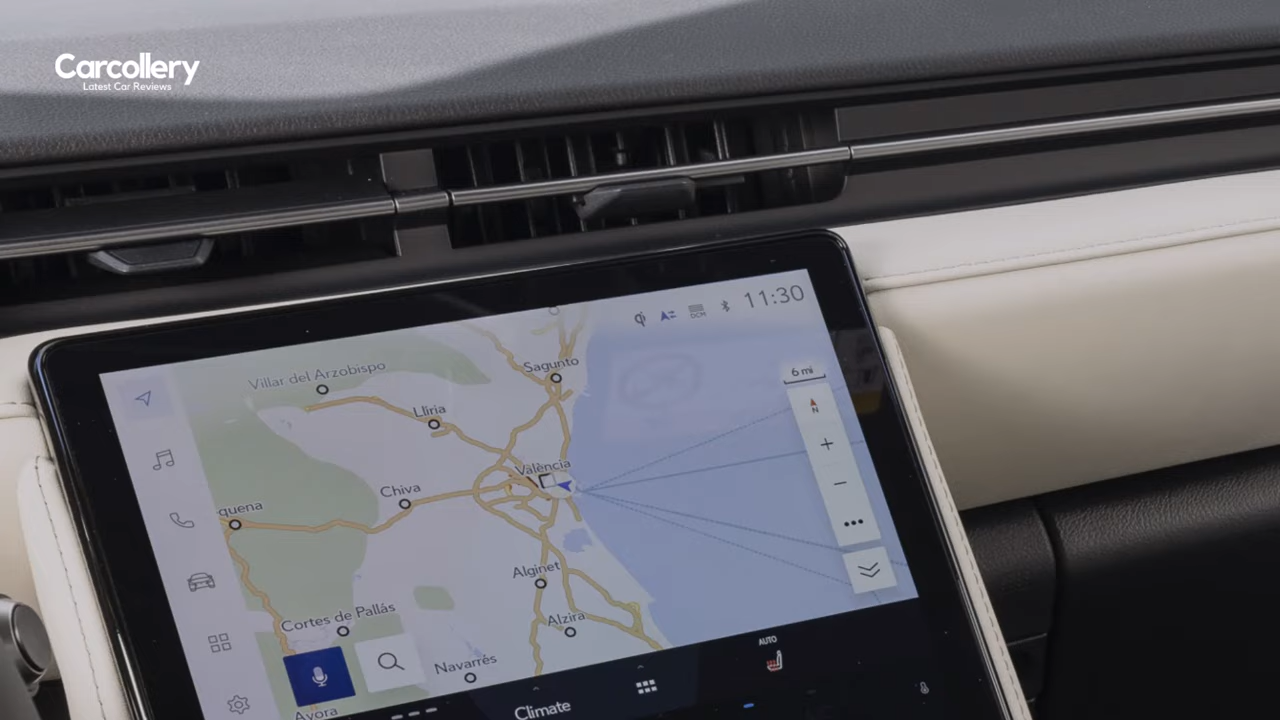 Carcollery
Latest Car Reviews
DCM
11:30
6 mi
N
Sagunto
Villar del Arzobispo
Llíria
València
Chiva
quena
Alginet
Cortes de Pallás
Alzira
Navarrés
Ayora
AUTO
Climate